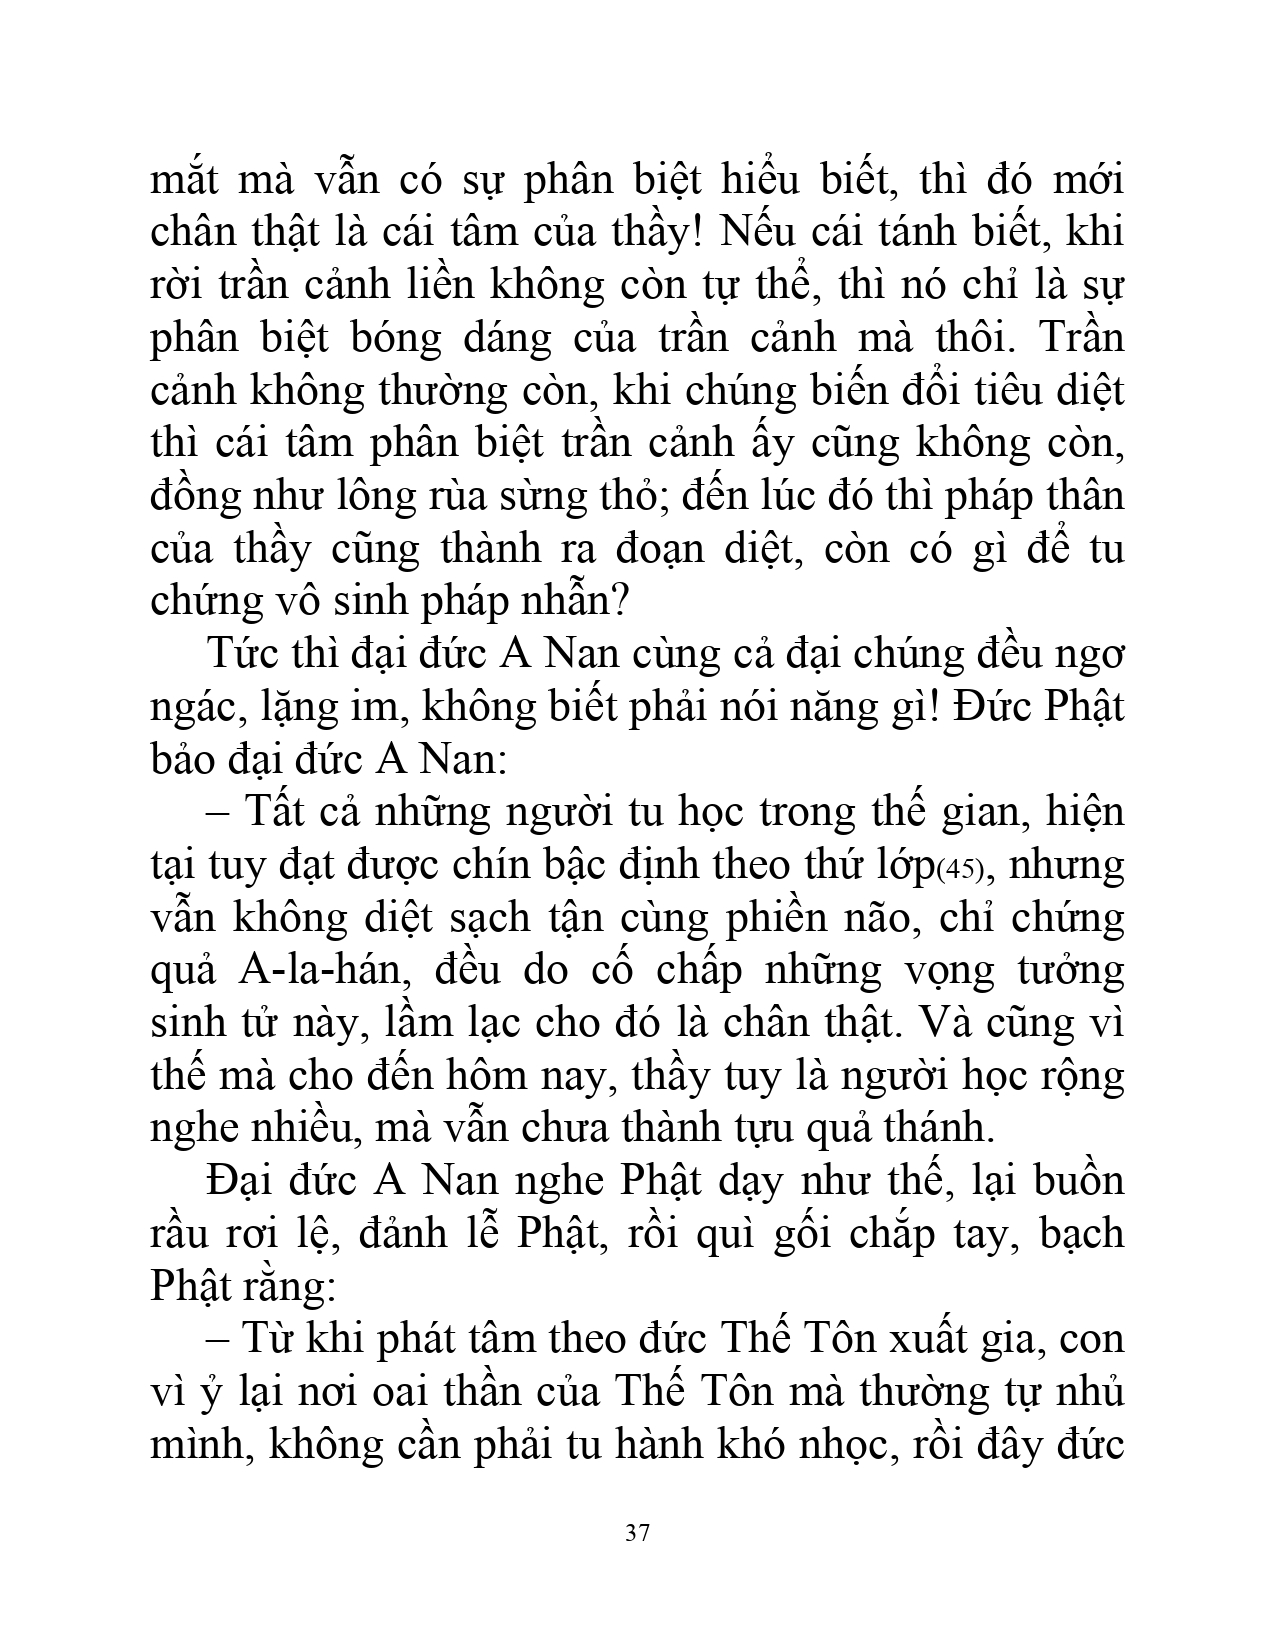 mắt mà vẫn có sự phân biệt hiểu biết, thì đó mới
chân thật là cái tâm của thầy! Nếu cái tánh biết, khi
rời trần cảnh liền không còn tự thể, thì nó chỉ là sự
phân biệt bóng dáng của trần cảnh mà thôi. Trần
cảnh không thường còn, khi chúng biến đổi tiêu diệt
thì cái tâm phân biệt trần cảnh ấy cũng không còn,
đồng như lông rùa sừng thỏ; đến lúc đó thì pháp thân
của thầy cũng thành ra đoạn diệt, còn có gì để tu
chứng vô sinh pháp nhẫn?
Tức thì đại đức A Nan cùng cả đại chúng đều ngơ
ngác, lặng im, không biết phải nói năng gì! Đức Phật
bảo đại đức A Nan:
– Tất cả những người tu học trong thế gian, hiện
tại tuy đạt được chín bậc định theo thứ lớp(45), nhưng
vẫn không diệt sạch tận cùng phiền não, chỉ chứng
quả A-la-hán, đều do cố chấp những vọng tưởng
sinh tử này, lầm lạc cho đó là chân thật. Và cũng vì
thế mà cho đến hôm nay, thầy tuy là người học rộng
nghe nhiều, mà vẫn chưa thành tựu quả thánh.
Đại đức A Nan nghe Phật dạy như thế, lại buồn
rầu rơi lệ, đảnh lễ Phật, rồi quì gối chắp tay, bạch
Phật rằng:
– Từ khi phát tâm theo đức Thế Tôn xuất gia, con
vì ỷ lại nơi oai thần của Thế Tôn mà thường tự nhủ
mình, không cần phải tu hành khó nhọc, rồi đây đức
37